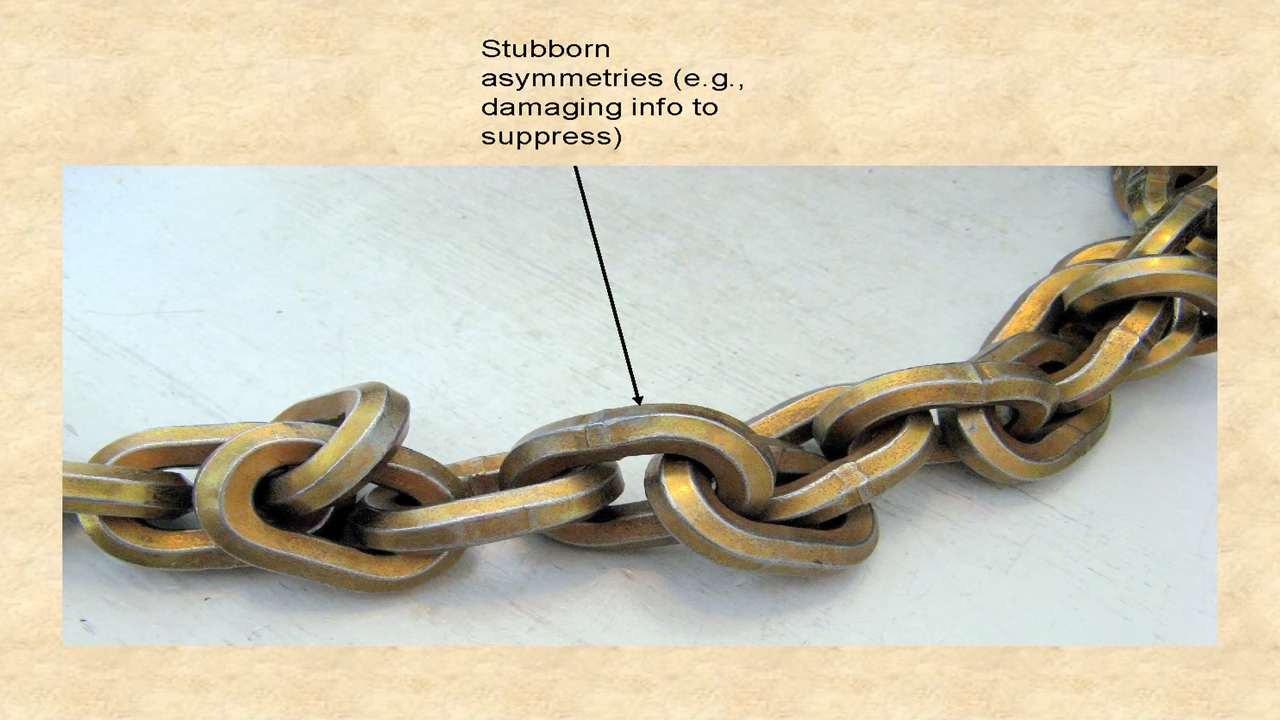 Stubborn
asymmetries (e.g.,
damaging info to
suppress)